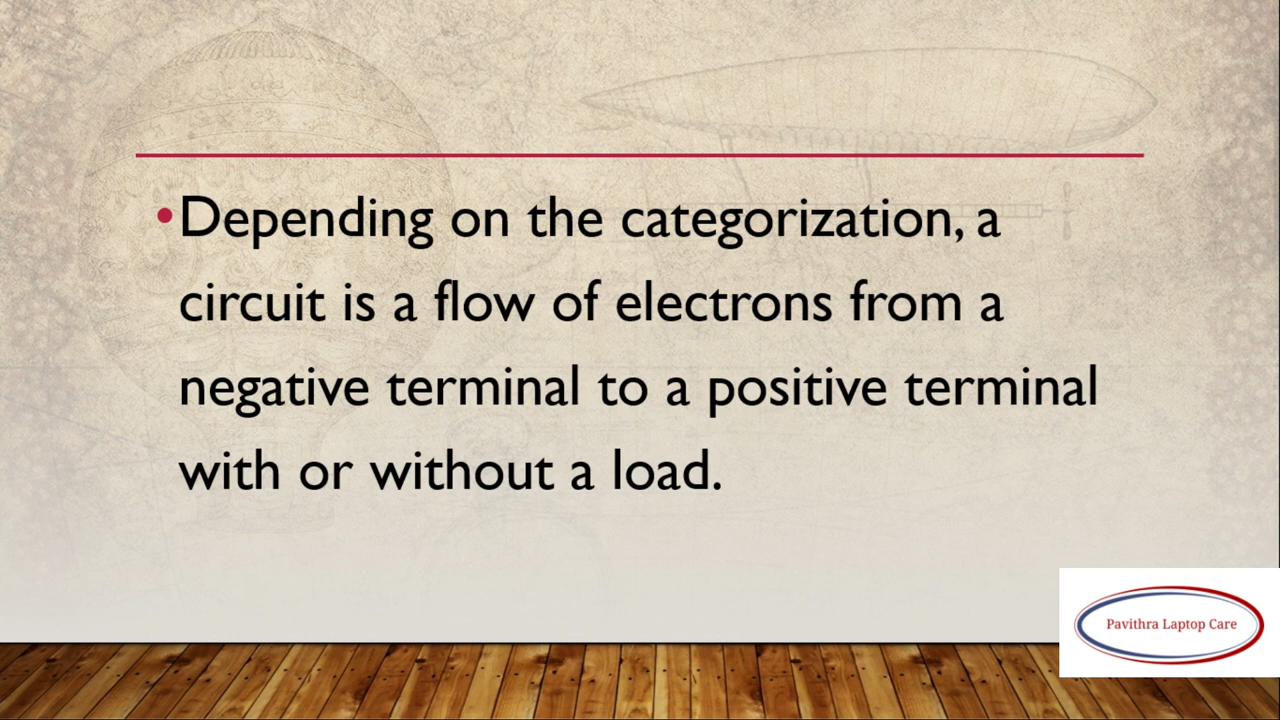 •Depending on the categorization, a
circuit is a flow of electrons from a
negative terminal to a positive terminal
with or without a load.
Pavithra Laptop Care